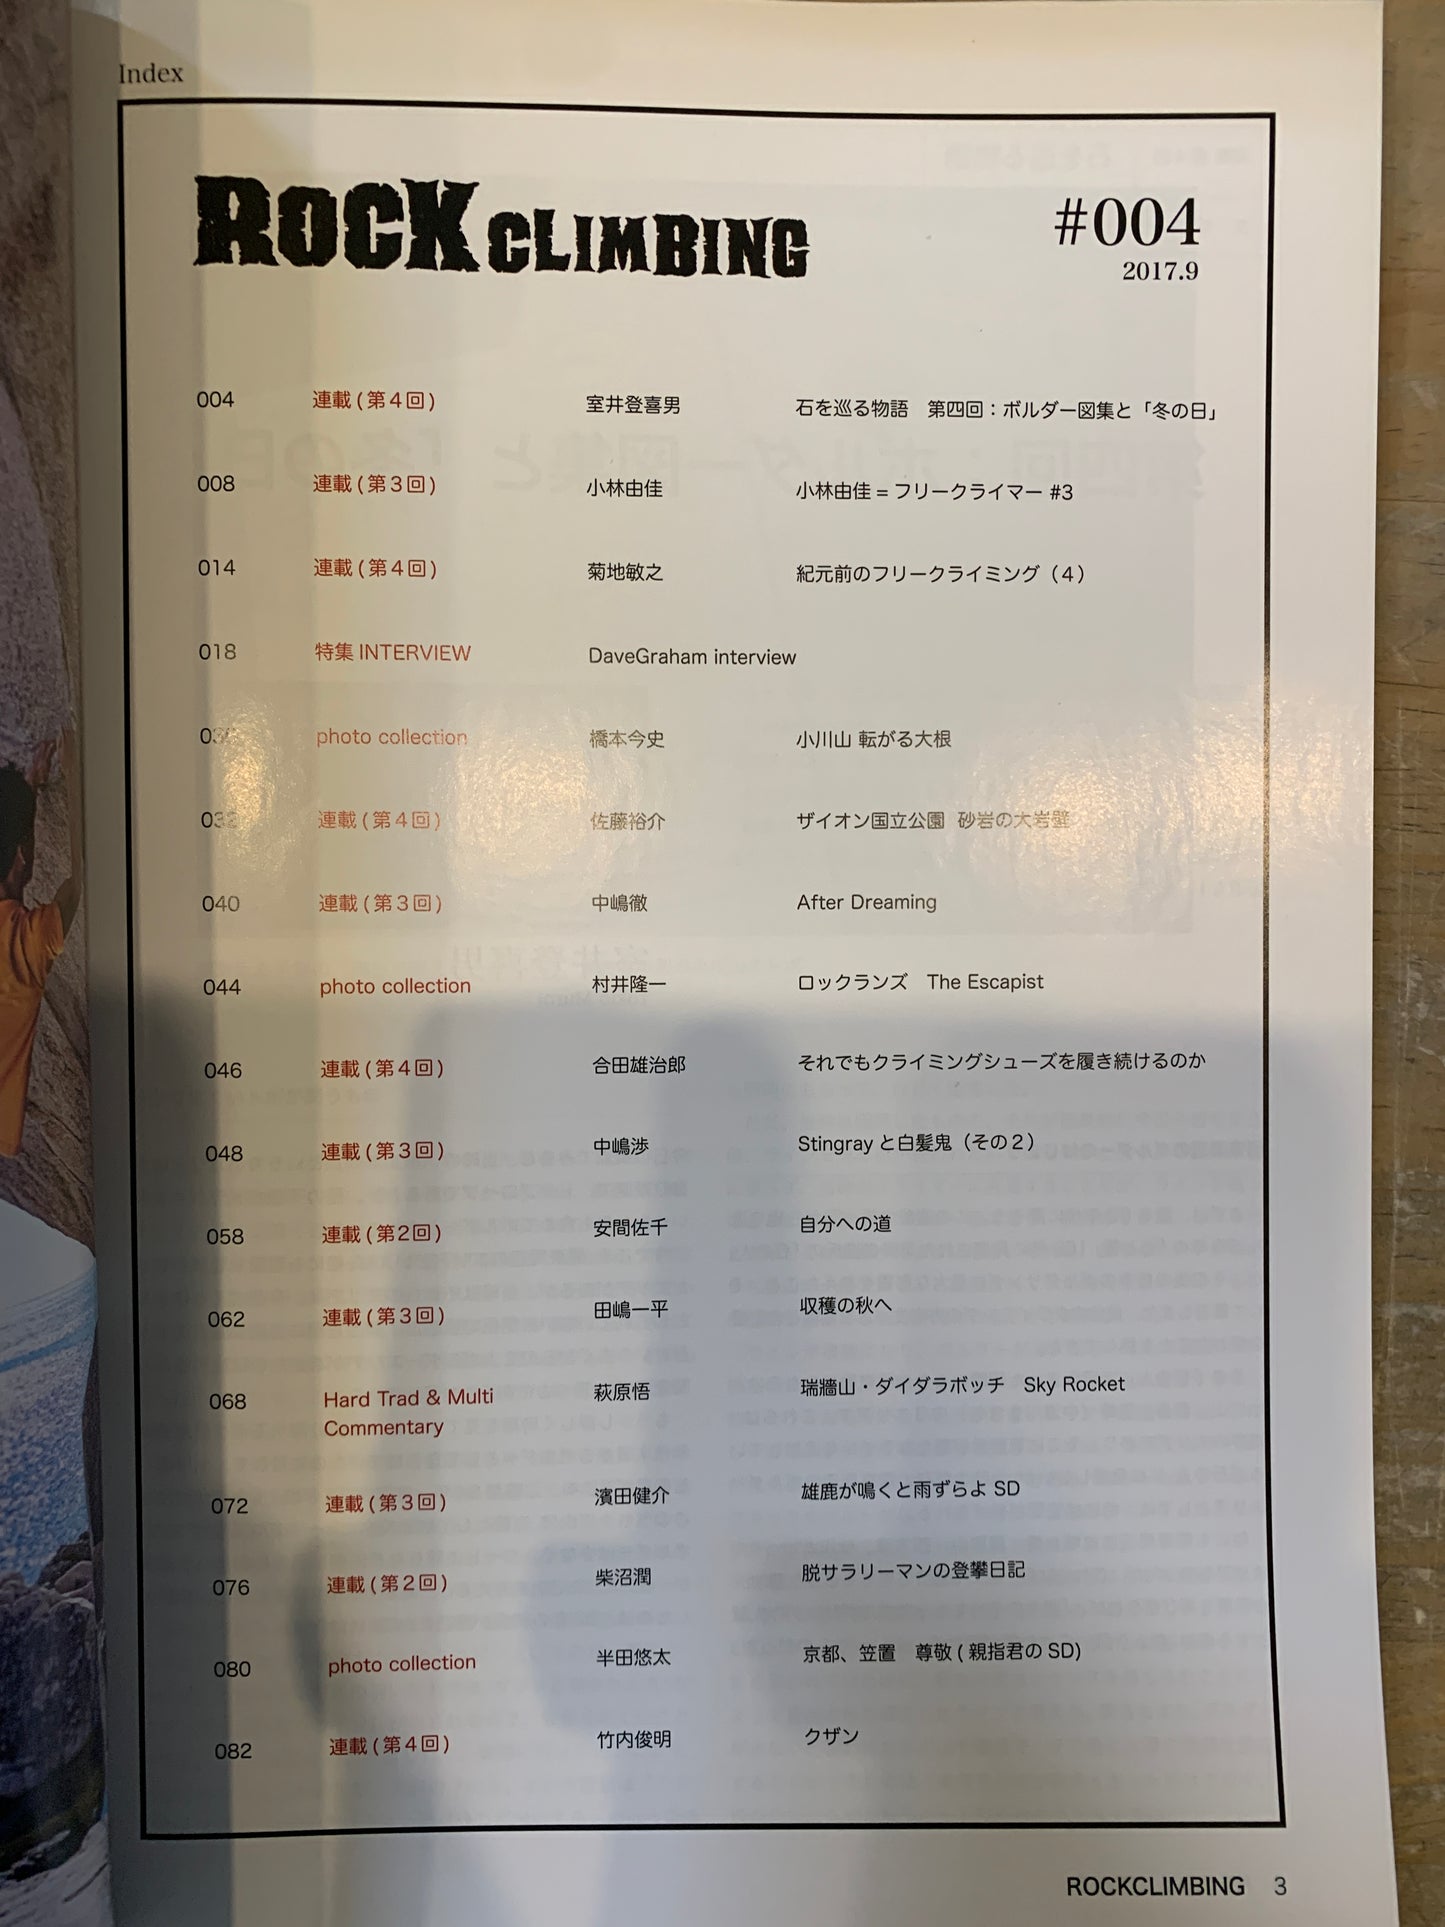 Index
ROCK CLIMBING
#004
2017.9
004 連載(第4回) 室井登喜男 石を巡る物語 第四回：ボルダー図集と「冬の日」
008 連載(第3回) 小林由佳 小林由佳=フリークライマー #3
014 連載(第4回) 菊地敏之 紀元前のフリークライミング（4）
018 特集 INTERVIEW DaveGraham interview
photo collection 橋本今史 小川山 転がる大根
032 連載(第4回) 佐藤裕介 ザイオン国立公園 砂岩の大岩壁
040 連載(第3回) 中嶋徹 After Dreaming
044 photo collection 村井隆一 ロックランズ The Escapist
046 連載(第4回) 合田雄治郎 それでもクライミングシューズを履き続けるのか
048 連載(第3回) 中嶋渉 Stingrayと白髪鬼（その2）
058 連載(第2回) 安間佐千 自分への道
062 連載(第3回) 田嶋一平 収穫の秋へ
068 Hard Trad & Multi 萩原悟 瑞牆山・ダイダラボッチ Sky Rocket
Commentary
072 連載(第3回) 濱田健介 雄鹿が鳴くと雨ずらよSD
076 連載(第2回) 柴沼潤 脱サラリーマンの登攀日記
080 photo collection 半田悠太 京都、笠置 尊敬(親指君のSD)
082 連載(第4回) 竹内俊明 クザン
ROCKCLIMBING 3